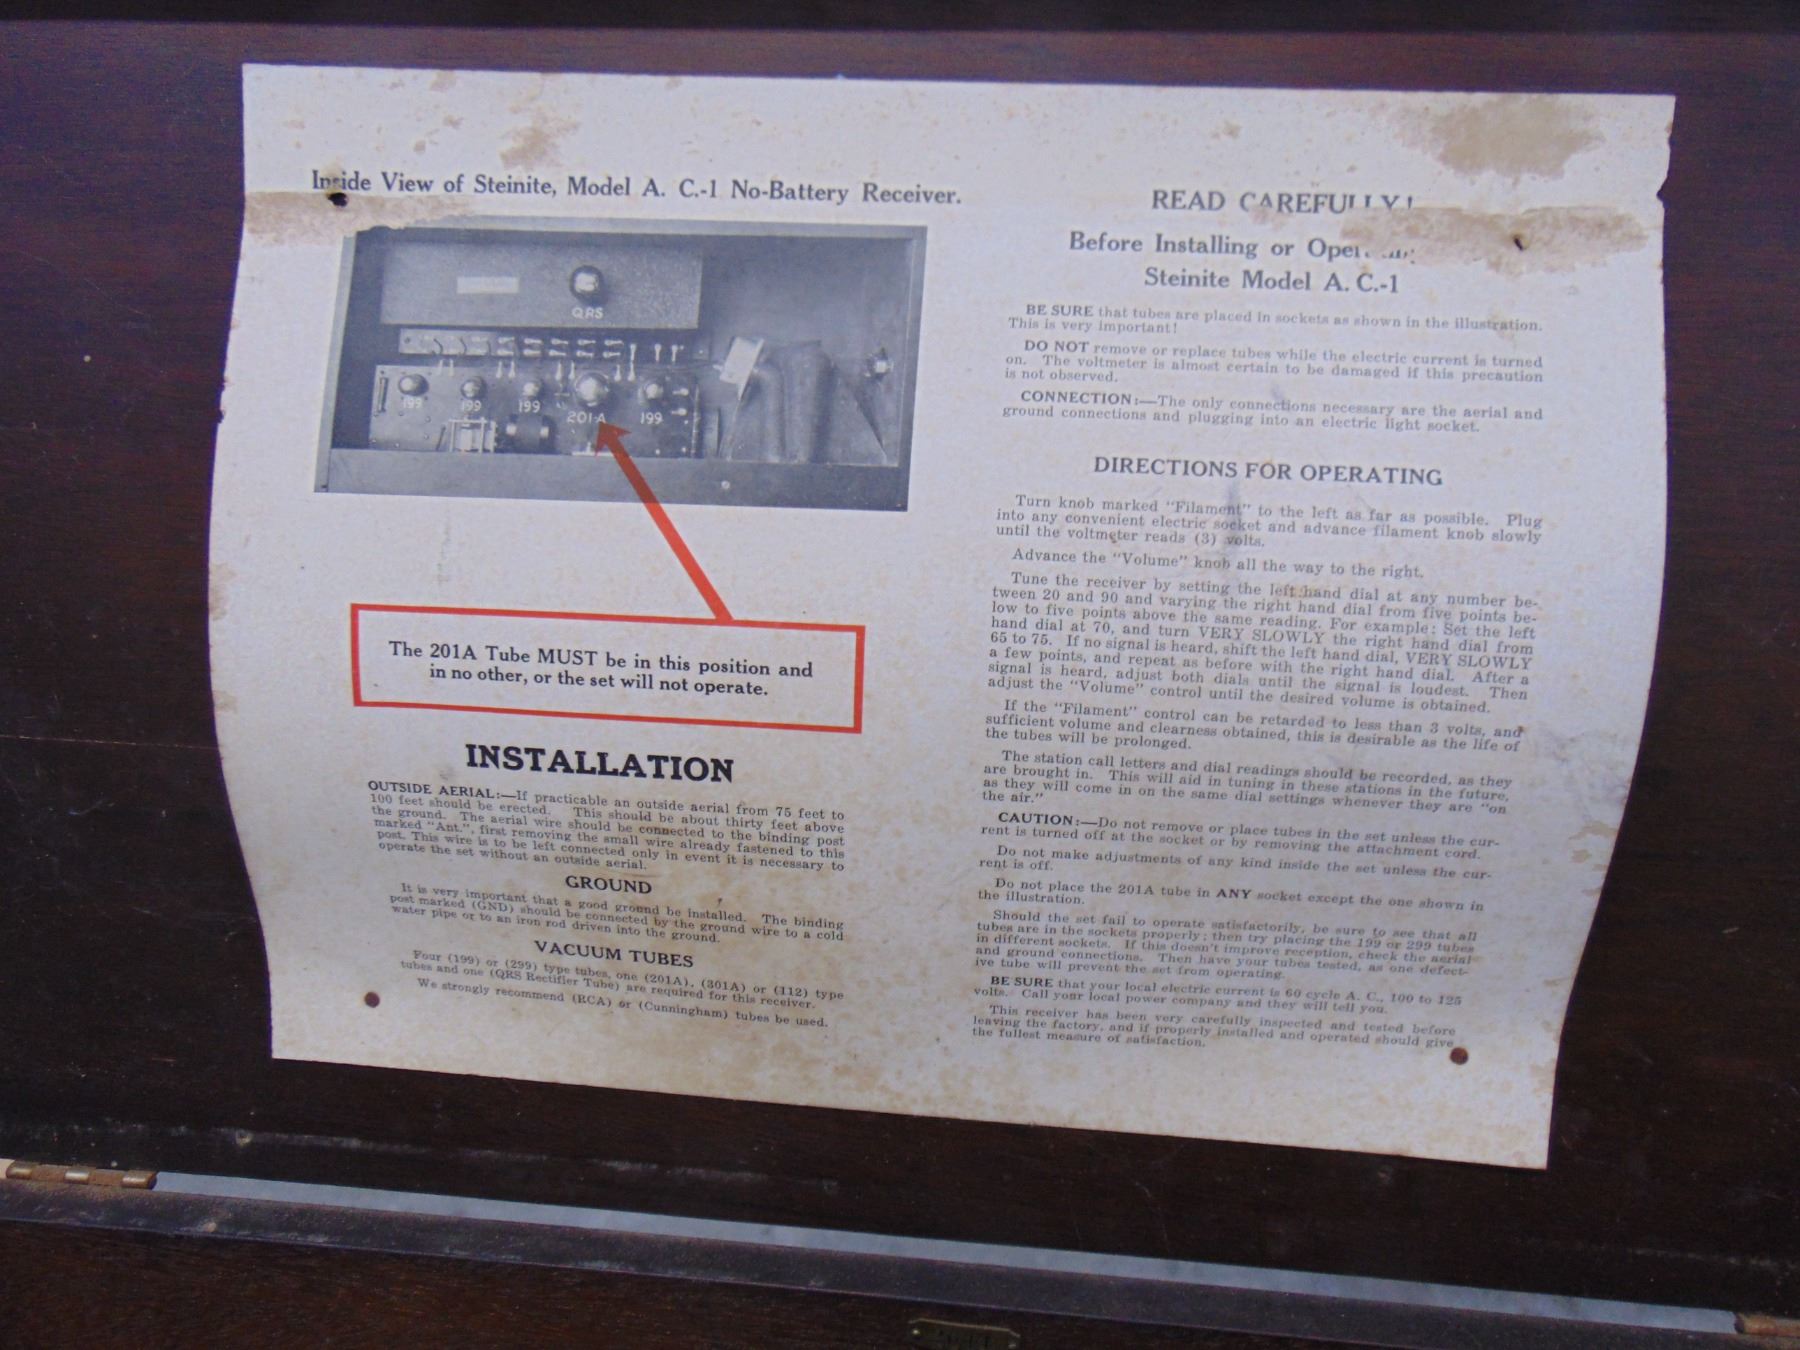 Inside View of Steinite, Model A. C.-1 No-Battery Receiver.
QRS
199
199
199
201-A
199
The 201A Tube MUST be in this position and
in no other, or the set will not operate.
INSTALLATION
OUTSIDE AERIAL:—If practicable an outside aerial from 75 feet to
100 feet should be erected. This should be about thirty feet above
the ground. The aerial wire should be connected to the binding post
marked "Ant.", first removing the small wire already fastened to this
post. This wire is to be left connected only in event it is necessary to
operate the set without an outside aerial.
GROUND
It is very important that a good ground be installed. The binding
post marked (GND) should be connected by the ground wire to a cold
water pipe or to an iron rod driven into the ground.
VACUUM TUBES
Four (199) or (299) type tubes, one (201A), (301A) or (112) type
tubes and one (QRS Rectifier Tube) are required for this receiver.
We strongly recommend (RCA) or (Cunningham) tubes be used.
READ CAREFULLY!
Before Installing or
Steinite Model A. C.-1
BE SURE that tubes are placed in sockets as shown in the illustration.
This is very important!
DO NOT remove or replace tubes while the electric current is turned
on. The voltmeter is almost certain to be damaged if this precaution
is not observed.
CONNECTION:—The only connections necessary are the aerial and
ground connections and plugging into an electric light socket.
DIRECTIONS FOR OPERATING
Turn knob marked "Filament" to the left as far as possible. Plug
into any convenient electric socket and advance filament knob slowly
until the voltmeter reads (3) volts.
Advance the "Volume" knob all the way to the right.
Tune the receiver by setting the left hand dial at any number be-
tween 20 and 90 and varying the right hand dial from five points be-
low to five points above the same reading. For example: Set the left
hand dial at 70, and turn VERY SLOWLY the right hand dial from
65 to 75. If no signal is heard, shift the left hand dial, VERY SLOWLY
a few points, and repeat as before with the right hand dial. After a
signal is heard, adjust both dials until the signal is loudest. Then
adjust the "Volume" control until the desired volume is obtained.
If the "Filament" control can be retarded to less than 3 volts, and
sufficient volume and clearness obtained, this is desirable as the life of
the tubes will be prolonged.
The station call letters and dial readings should be recorded, as they
are brought in. This will aid in tuning in these stations in the future,
as they will come in on the same dial settings whenever they are "on
the air."
CAUTION:—Do not remove or place tubes in the set unless the cur-
rent is turned off at the socket or by removing the attachment cord.
Do not make adjustments of any kind inside the set unless the cur-
rent is off.
Do not place the 201A tube in ANY socket except the one shown in
the illustration.
Should the set fail to operate satisfactorily, be sure to see that all
tubes are in the sockets properly; then try placing the 199 or 299 tubes
in different sockets. If this doesn't improve reception, check the aerial
and ground connections. Then have your tubes tested, as one defect-
ive tube will prevent the set from operating.
BE SURE that your local electric current is 60 cycle A. C., 100 to 125
volts. Call your local power company and they will tell you.
This receiver has been very carefully inspected and tested before
leaving the factory, and if properly installed and operated should give
the fullest measure of satisfaction.